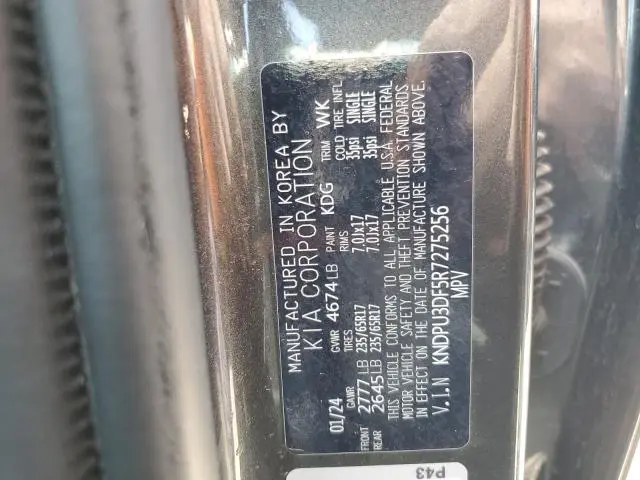 MANUFACTURED IN KOREA BY
KIA CORPORATION
01/24 GVWR 4674 LB PAINT KDG TRIM WK
GAWR TIRES RIMS COLD TIRE INFL.
FRONT 2777 LB 235/65R17 7.0Jx17 35psi SINGLE
REAR 2645 LB 235/65R17 7.0Jx17 35psi SINGLE
THIS VEHICLE CONFORMS TO ALL APPLICABLE U.S.A. FEDERAL
MOTOR VEHICLE SAFETY AND THEFT PREVENTION STANDARDS
IN EFFECT ON THE DATE OF MANUFACTURE SHOWN ABOVE.
V.I.N KNDPU3DF5R7275256
MPV
P43